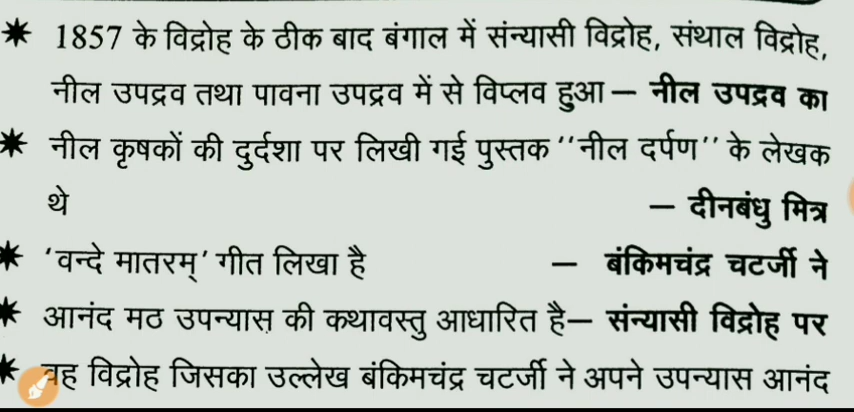 ✷ 1857 के विद्रोह के ठीक बाद बंगाल में संन्यासी विद्रोह, संथाल विद्रोह,
नील उपद्रव तथा पावना उपद्रव में से विप्लव हुआ — नील उपद्रव का
✷ नील कृषकों की दुर्दशा पर लिखी गई पुस्तक ‘‘नील दर्पण’’ के लेखक
थे — दीनबंधु मित्र
✷ ‘वन्दे मातरम्’ गीत लिखा है — बंकिमचंद्र चटर्जी ने
✷ आनंद मठ उपन्यास की कथावस्तु आधारित है— संन्यासी विद्रोह पर
✷ वह विद्रोह जिसका उल्लेख बंकिमचंद्र चटर्जी ने अपने उपन्यास आनंद